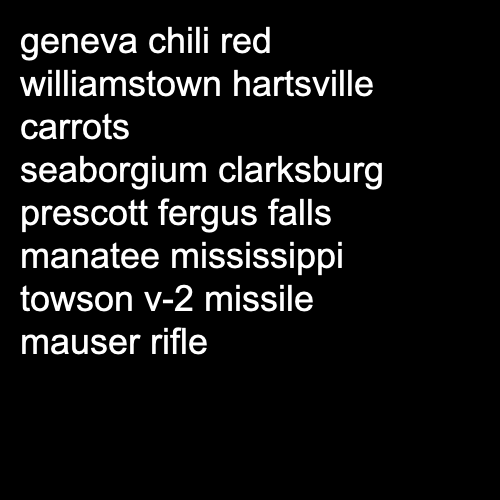 geneva chili red
williamstown hartsville
carrots
seaborgium clarksburg
prescott fergus falls
manatee mississippi
towson v-2 missile
mauser rifle